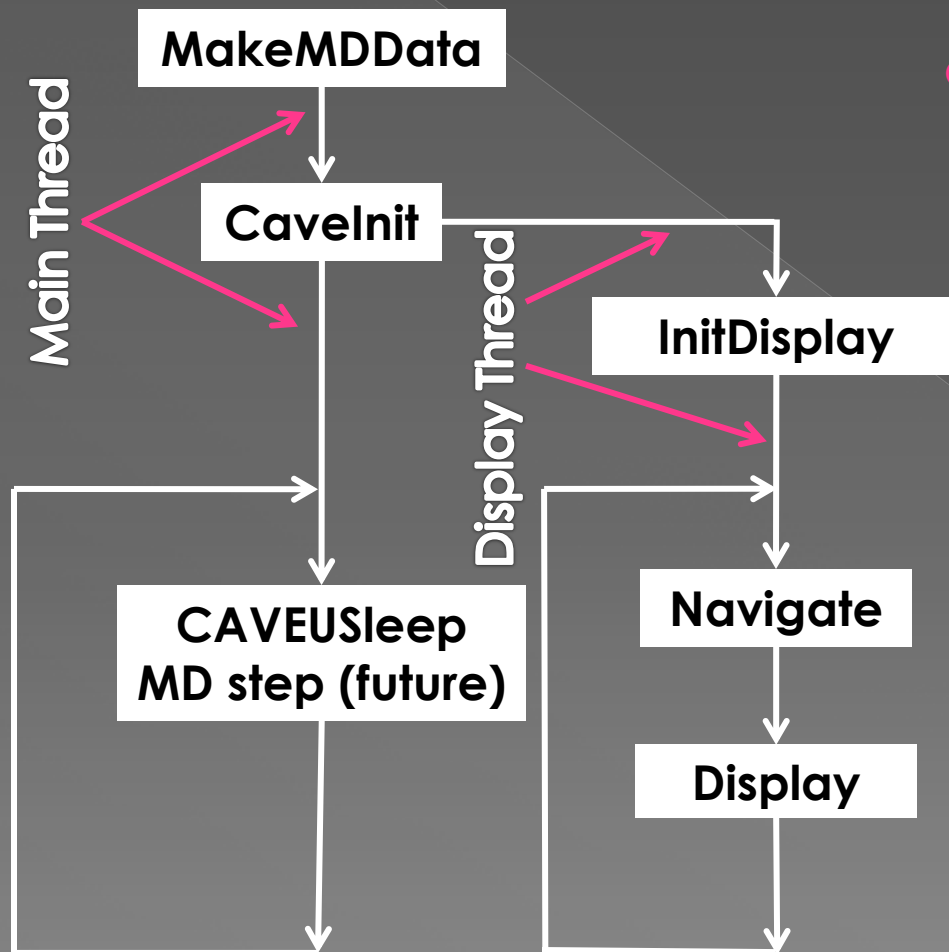 MakeMDData
Main Thread
CaveInit
Display Thread
InitDisplay
CAVEUSleep
MD step (future)
Navigate
Display